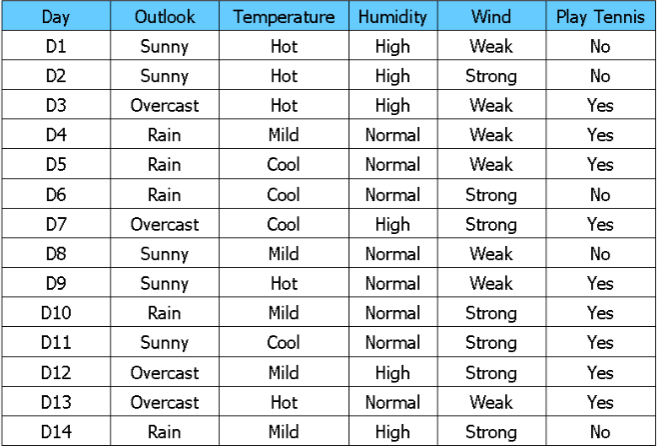 Day Outlook Temperature Humidity Wind Play Tennis
D1 Sunny Hot High Weak No
D2 Sunny Hot High Strong No
D3 Overcast Hot High Weak Yes
D4 Rain Mild Normal Weak Yes
D5 Rain Cool Normal Weak Yes
D6 Rain Cool Normal Strong No
D7 Overcast Cool High Strong Yes
D8 Sunny Mild Normal Weak No
D9 Sunny Hot Normal Weak Yes
D10 Rain Mild Normal Strong Yes
D11 Sunny Cool Normal Strong Yes
D12 Overcast Mild High Strong Yes
D13 Overcast Hot Normal Weak Yes
D14 Rain Mild High Strong No